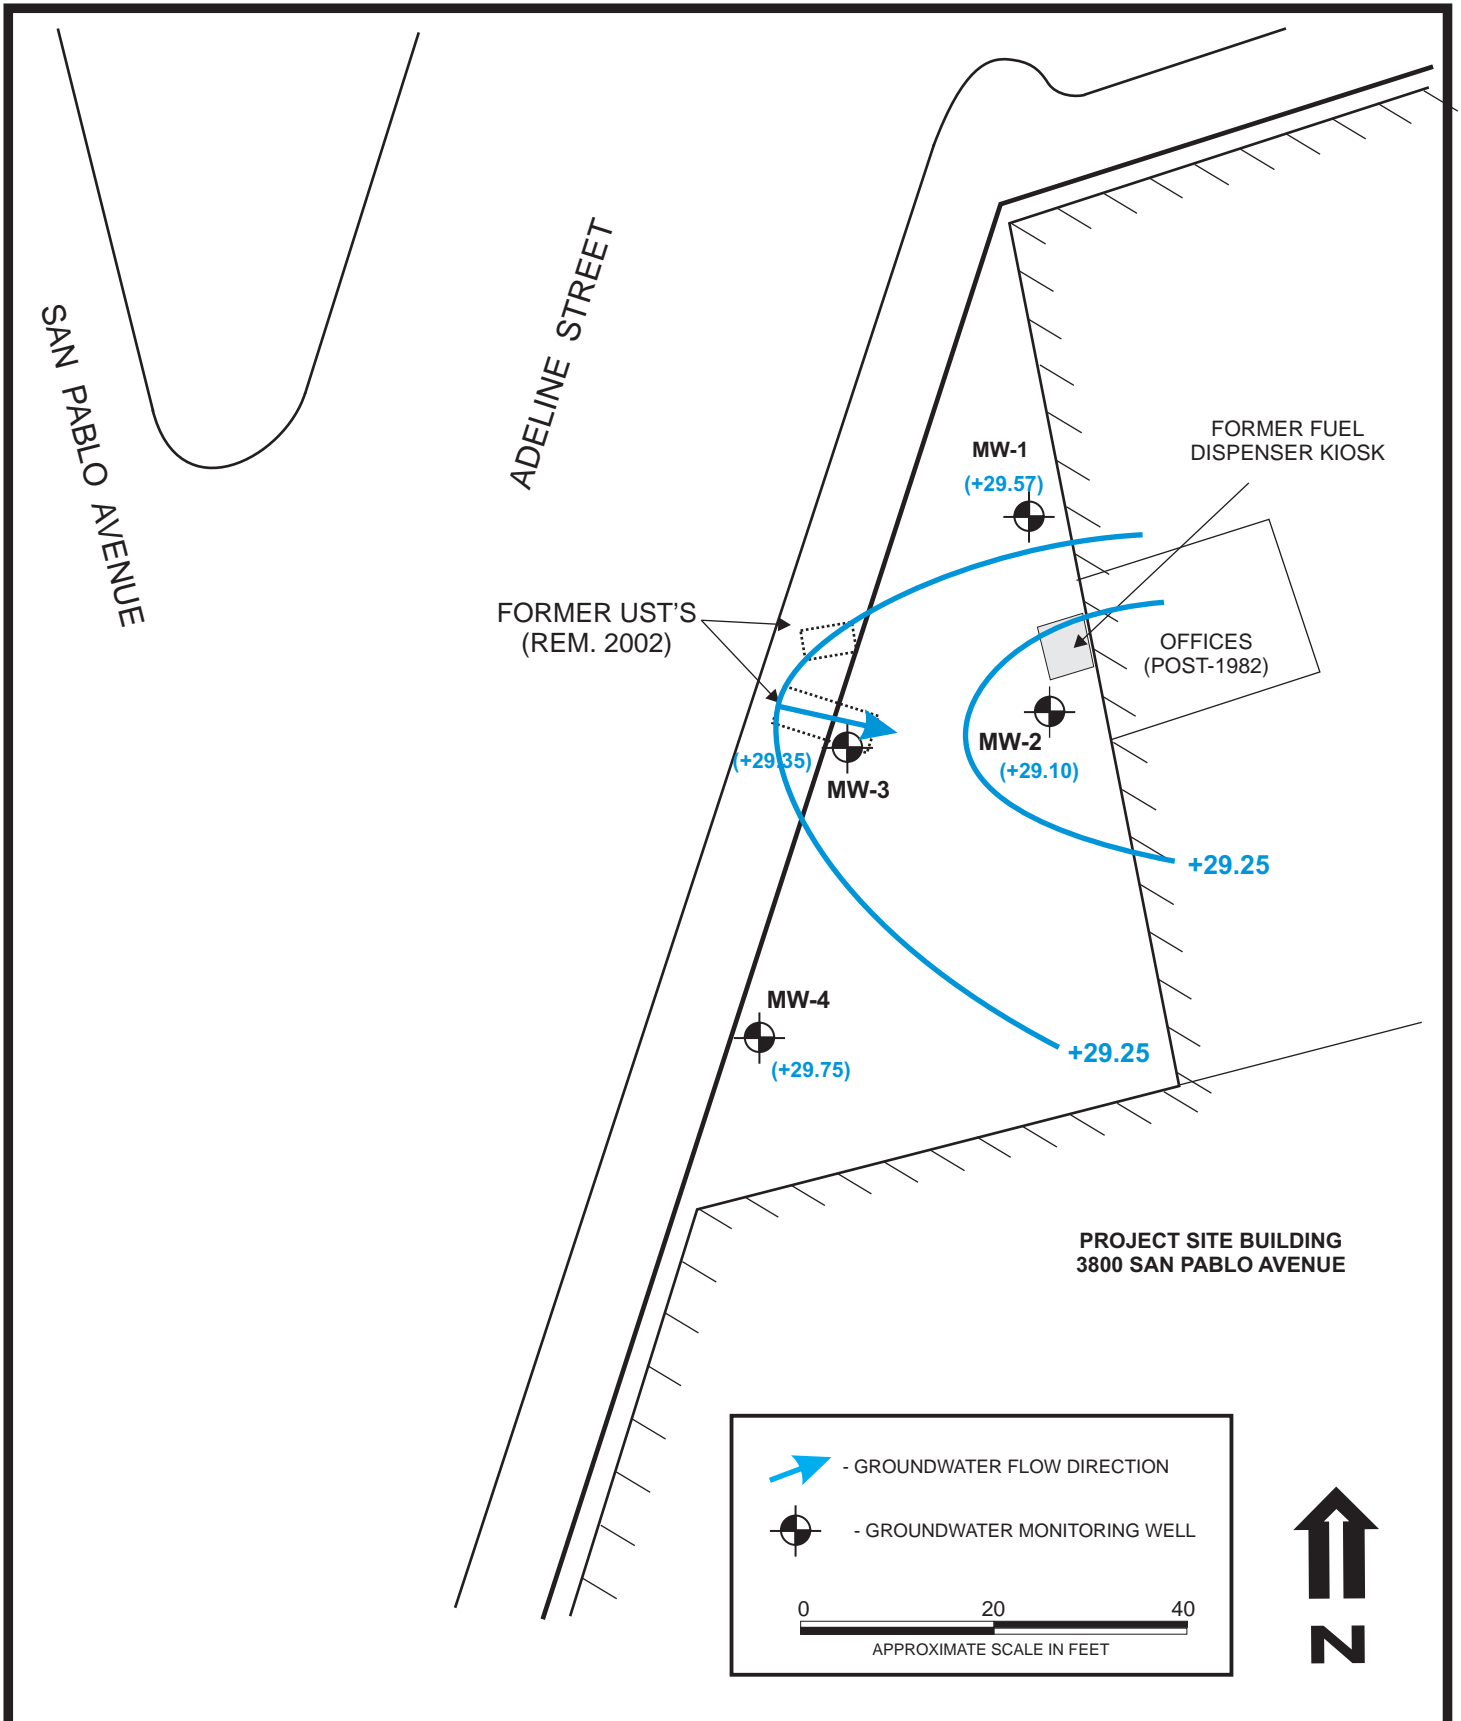 SAN PABLO AVENUE
ADELINE STREET
FORMER FUEL
DISPENSER KIOSK
MW-1
(+29.57)
FORMER UST'S
(REM. 2002)
OFFICES
(POST-1982)
MW-2
(+29.10)
(+29.35)
MW-3
+29.25
MW-4
(+29.75)
+29.25
PROJECT SITE BUILDING
3800 SAN PABLO AVENUE
- GROUNDWATER FLOW DIRECTION
- GROUNDWATER MONITORING WELL
0 20 40
APPROXIMATE SCALE IN FEET
N